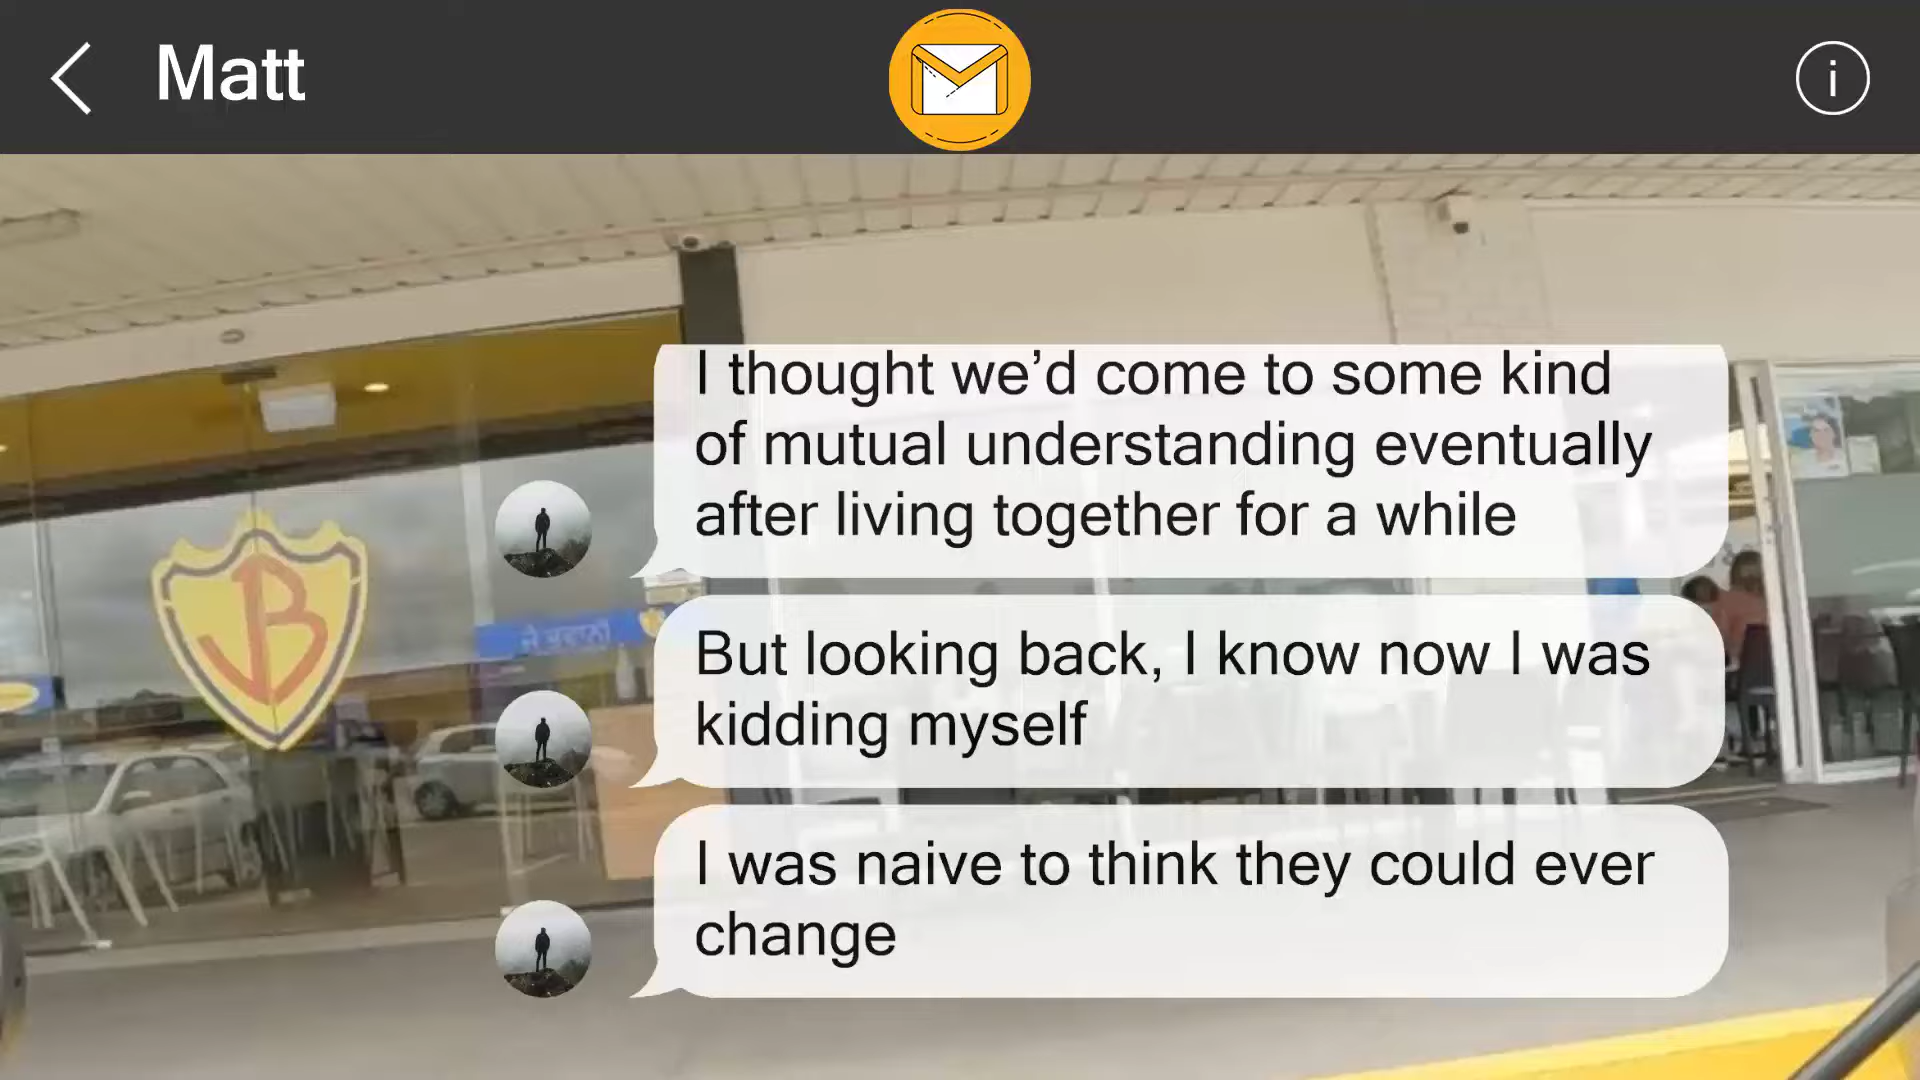 Matt
i
I thought we’d come to some kind
of mutual understanding eventually
after living together for a while
JB
But looking back, I know now I was
kidding myself
I was naive to think they could ever
change